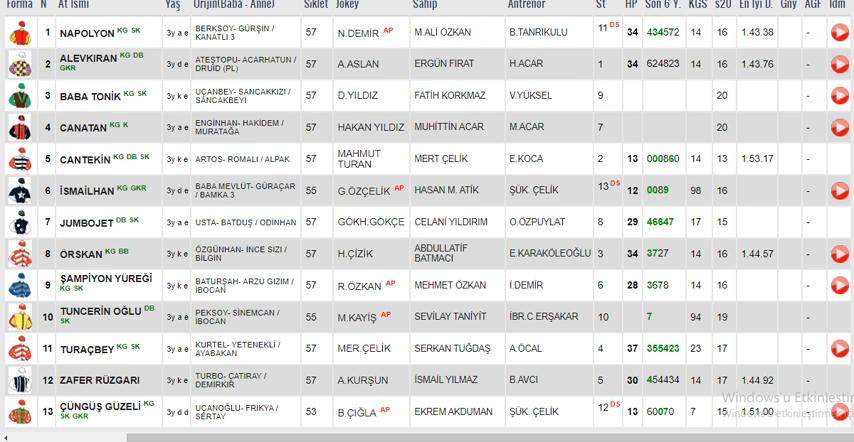 Forma N At İsmi Yaş Orijin(Baba - Anne) Sıklet Jokey Sahip Antrenör St HP Son 6 Y. KGS s20 En İyi D. Gny AGF İdm
1 NAPOLYON KG SK 3y a e BERKSOY- GÜRŞİN / KANATLI.3 57 N.DEMİR AP M.ALİ ÖZKAN B.TANRIKULU 11 DS 34 434572 14 16 1.43.38 -
2 ALEVKIRAN KG DB GKR 3y d e ATEŞTOPU- ACARHATUN / DRUİD (PL) 57 A.ASLAN ERGÜN FIRAT H.ACAR 1 34 624823 14 16 1.43.76 -
3 BABA TONİK KG SK 3y k e UÇANBEY- SANCAKKIZI / SANCAKBEYİ 57 D.YILDIZ FATİH KORKMAZ V.YÜKSEL 9 20 -
4 CANATAN KG K 3y a e ENGİNHAN- HAKİDEM / MURATAĞA 57 HAKAN YILDIZ MUHİTTİN ACAR M.ACAR 7 20 -
5 CANTEKİN KG DB SK 3y k e ARTOS- ROMALI / ALPAK 57 MAHMUT TURAN MERT ÇELİK E.KOCA 2 13 000860 14 13 1.53.17 -
6 İSMAİLHAN KG GKR 3y d e BABA MEVLÜT- GÜRAÇAR / BAMKA 3 55 G.ÖZÇELİK AP HASAN M. ATİK ŞÜK. ÇELİK 13 DS 12 0089 98 16 -
7 JUMBOJET DB SK 3y a e USTA- BATDUŞ / ODİNHAN 57 GÖKH.GÖKÇE CELANİ YILDIRIM O.ÖZPUYLAT 8 29 46647 17 15 -
8 ÖRSKAN KG BB 3y k e ÖZGÜNHAN- İNCE SIZI / BİLGİN 57 H.ÇİZİK ABDULLATİF BATMACI E.KARAKÖLEOĞLU 3 34 3727 14 16 1.44.57 -
9 ŞAMPİYON YÜREĞİ KG SK 3y k e BATURŞAH- ARZU GIZIM / İBOCAN 57 R.ÖZKAN AP MEHMET ÖZKAN İ.DEMİR 6 28 3678 14 16 -
10 TUNCERİN OĞLU DB SK 3y a e PEKSOY- SİNEMCAN / İBOCAN 55 M.KAYİŞ AP SEVİLAY TANİYİT İBR.C.ERŞAKAR 10 7 94 19 -
11 TURAÇBEY KG SK 3y a e KURTEL- YETENEKLİ / AYABAKAN 57 MER.ÇELİK SERKAN TUĞDAŞ A.ÖCAL 4 37 355423 23 17 -
12 ZAFER RÜZGARI 3y k e TURBO- ÇATIRAY / DEMİRKIR 57 A.KURŞUN İSMAİL YILMAZ B.AVCI 5 30 454434 14 17 1.44.92 -
13 ÇÜNGÜŞ GÜZELİ KG SK GKR 3y d d UÇANOĞLU- FRIKYA / SERTAY 53 B.ÇIĞLA AP EKREM AKDUMAN ŞÜK. ÇELİK 12 DS 13 60070 7 16 1.51.00 -
Windows'u Etkinleştir
Windows'u etkinleştirmek